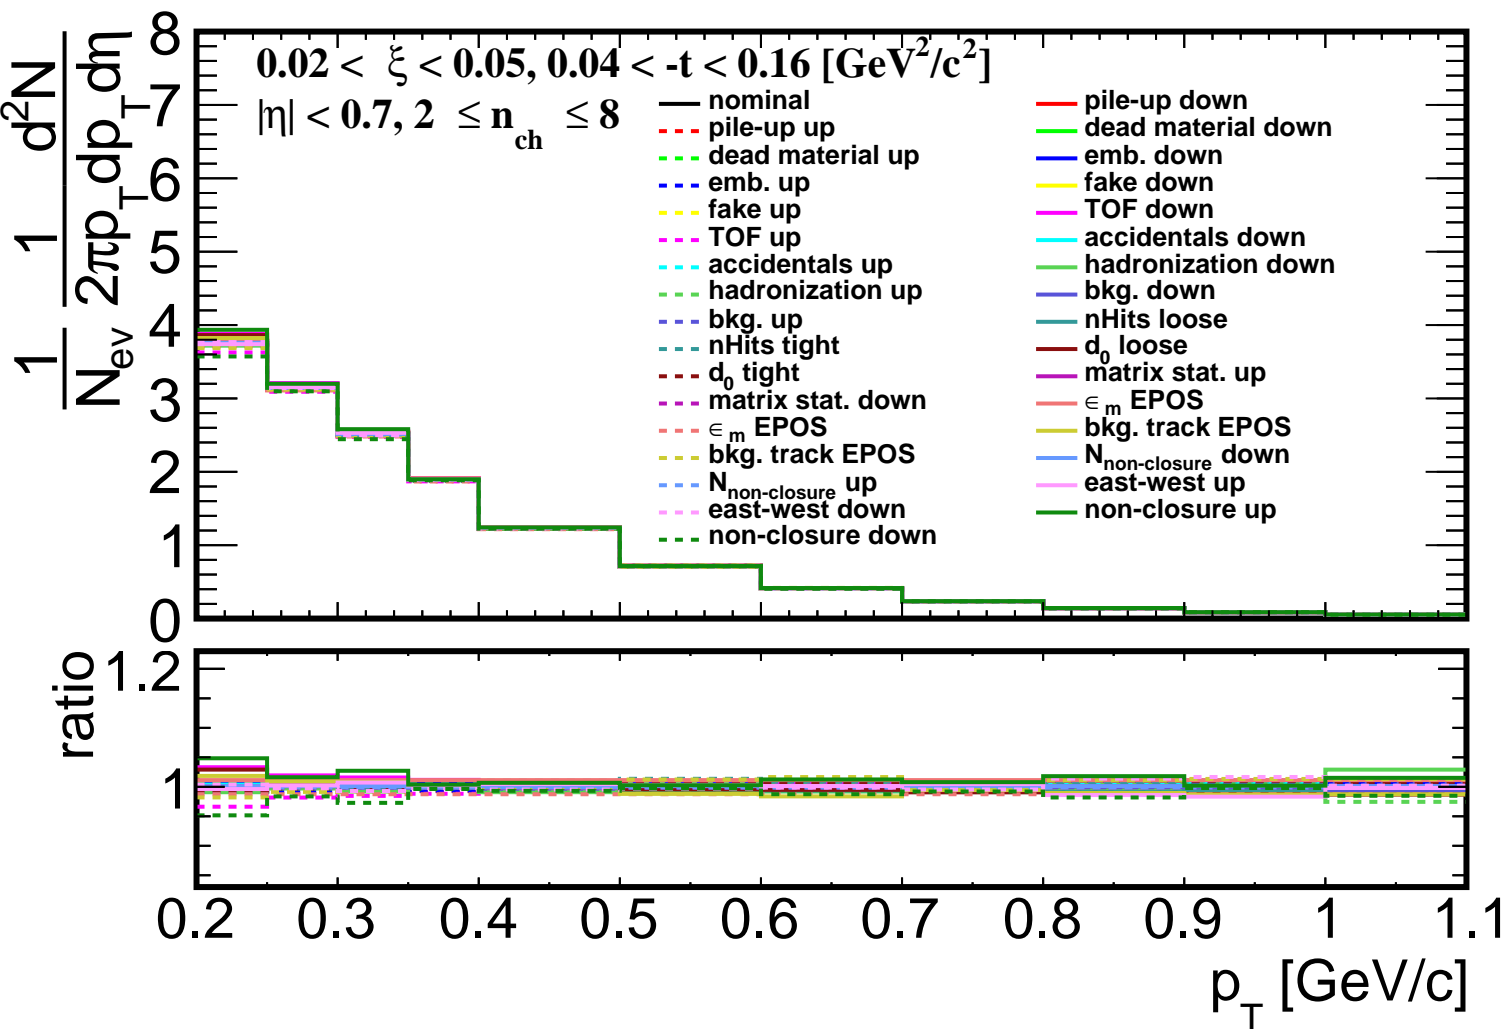 1/N_ev 1/2πp_T d²N/dp_T dη
0.02 < ξ < 0.05, 0.04 < -t < 0.16 [GeV²/c²]
|η| < 0.7, 2 ≤ n_ch ≤ 8
nominal
pile-up up
dead material up
emb. up
fake up
TOF up
accidentals up
hadronization up
bkg. up
nHits tight
d_0 tight
matrix stat. down
∈_m EPOS
bkg. track EPOS
N_non-closure up
east-west down
non-closure down
pile-up down
dead material down
emb. down
fake down
TOF down
accidentals down
hadronization down
bkg. down
nHits loose
d_0 loose
matrix stat. up
∈_m EPOS
bkg. track EPOS
N_non-closure down
east-west up
non-closure up
8
7
6
5
4
3
2
1
0
ratio
1.2
1
0.2 0.3 0.4 0.5 0.6 0.7 0.8 0.9 1 1.1
p_T [GeV/c]